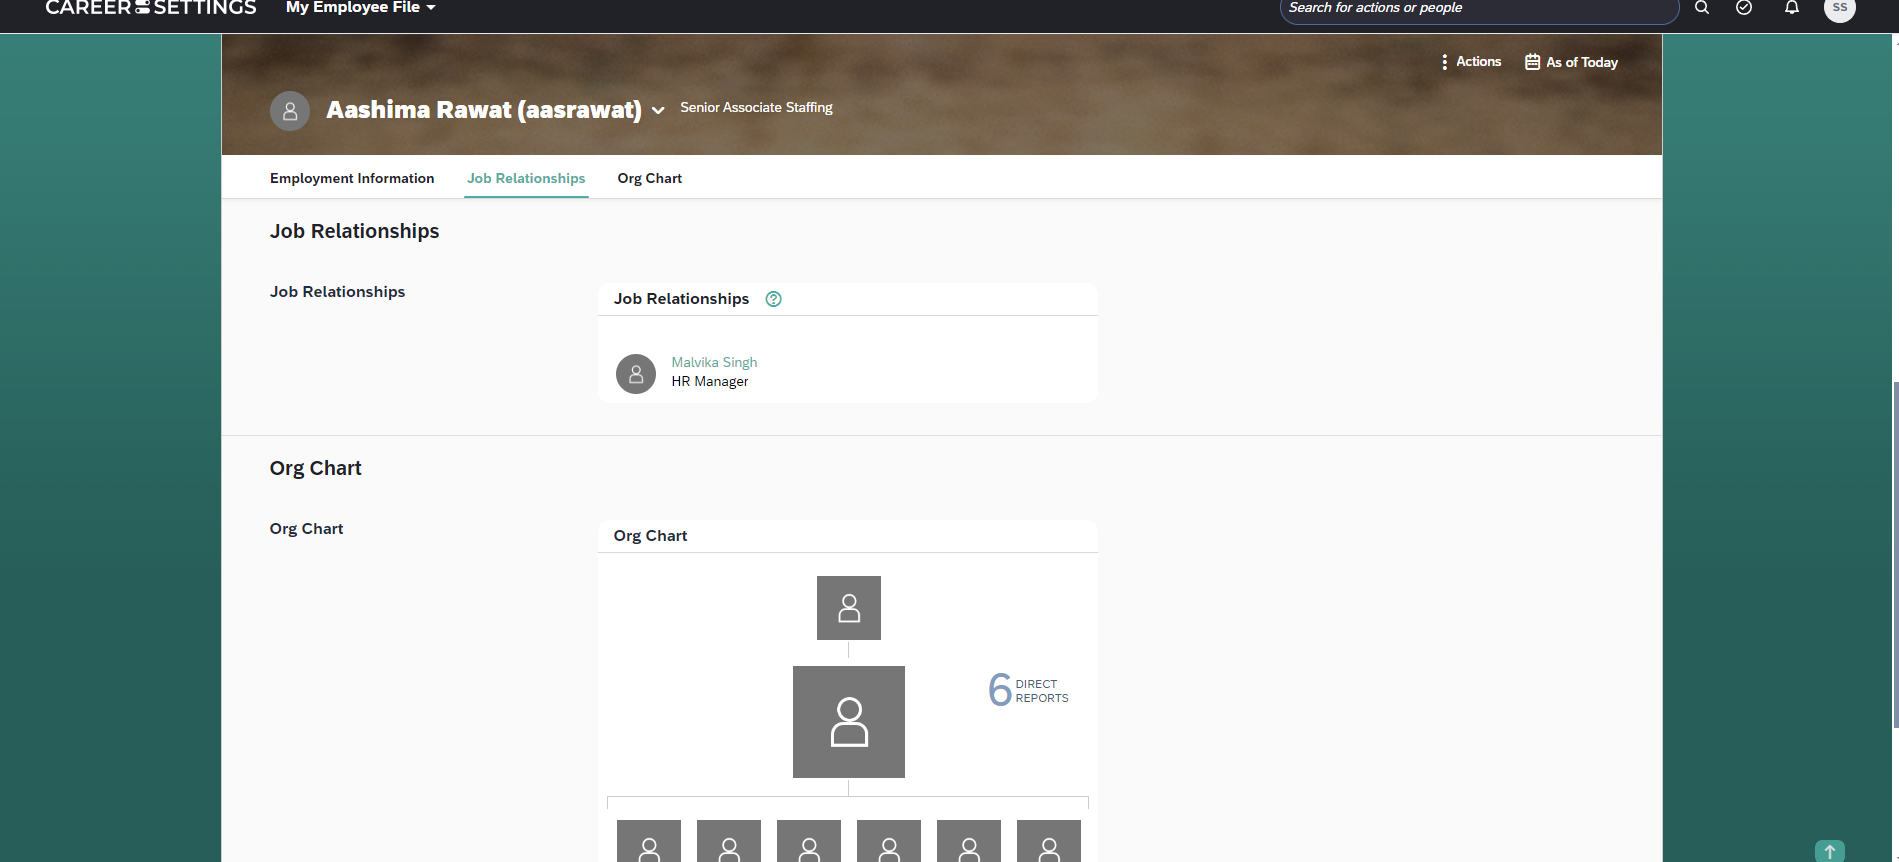 CAREER SETTINGS
My Employee File
Search for actions or people
SS
Actions
As of Today
Aashima Rawat (aasrawat)
Senior Associate Staffing
Employment Information
Job Relationships
Org Chart
Job Relationships
Job Relationships
Job Relationships
Malvika Singh
HR Manager
Org Chart
Org Chart
Org Chart
6 DIRECT
REPORTS